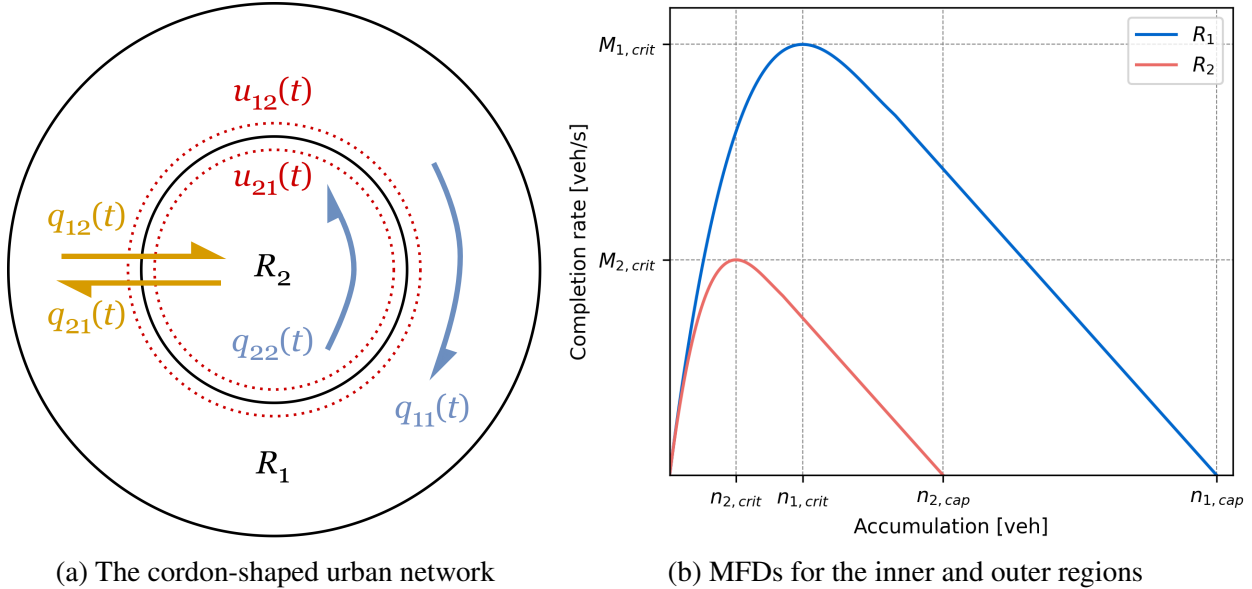 u₁₂(t)
u₂₁(t)
q₁₂(t)
R₂
q₂₁(t)
q₂₂(t)
q₁₁(t)
R₁
(a) The cordon-shaped urban network
R₁
R₂
M₁,crit
M₂,crit
Completion rate [veh/s]
n₂,crit
n₁,crit
n₂,cap
n₁,cap
Accumulation [veh]
(b) MFDs for the inner and outer regions